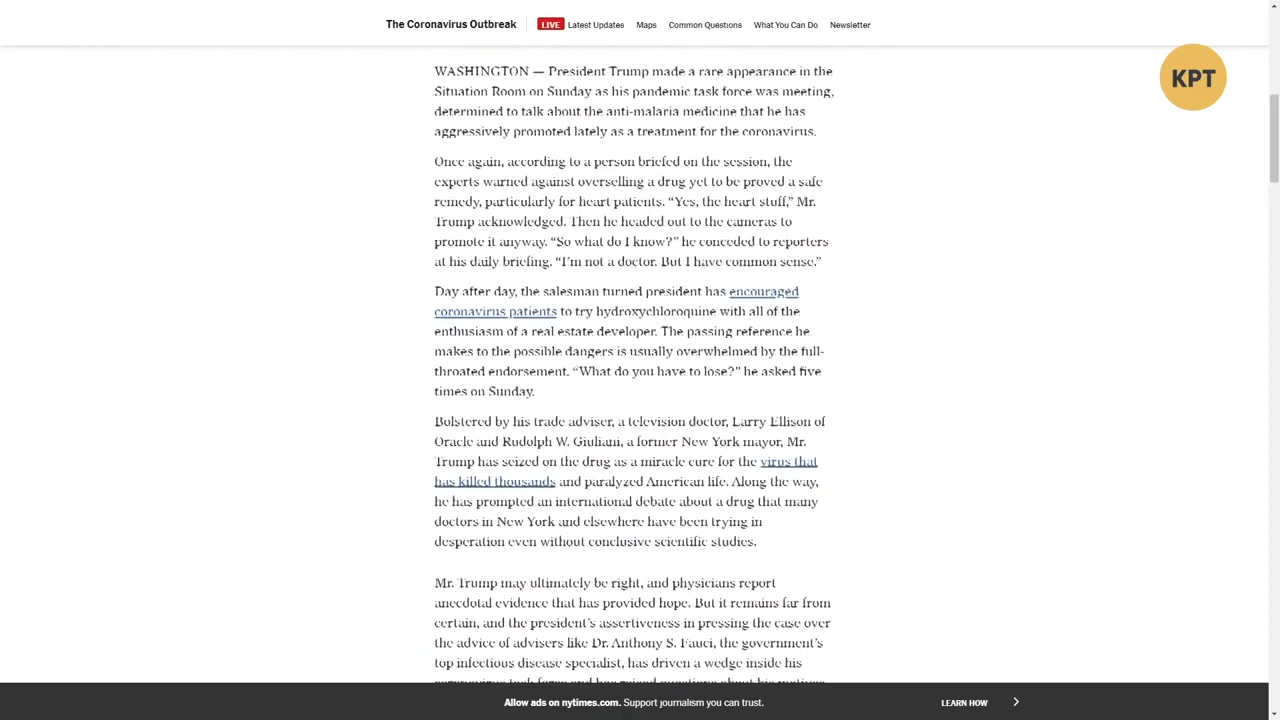 The Coronavirus Outbreak
LIVE Latest Updates Maps Common Questions What You Can Do Newsletter
KPT
WASHINGTON — President Trump made a rare appearance in the
Situation Room on Sunday as his pandemic task force was meeting,
determined to talk about the anti-malaria medicine that he has
aggressively promoted lately as a treatment for the coronavirus.
Once again, according to a person briefed on the session, the
experts warned against overselling a drug yet to be proved a safe
remedy, particularly for heart patients. “Yes, the heart stuff,” Mr.
Trump acknowledged. Then he headed out to the cameras to
promote it anyway. “So what do I know?” he conceded to reporters
at his daily briefing. “I’m not a doctor. But I have common sense.”
Day after day, the salesman turned president has encouraged
coronavirus patients to try hydroxychloroquine with all of the
enthusiasm of a real estate developer. The passing reference he
makes to the possible dangers is usually overwhelmed by the full-
throated endorsement. “What do you have to lose?” he asked five
times on Sunday.
Bolstered by his trade adviser, a television doctor, Larry Ellison of
Oracle and Rudolph W. Giuliani, a former New York mayor, Mr.
Trump has seized on the drug as a miracle cure for the virus that
has killed thousands and paralyzed American life. Along the way,
he has prompted an international debate about a drug that many
doctors in New York and elsewhere have been trying in
desperation even without conclusive scientific studies.
Mr. Trump may ultimately be right, and physicians report
anecdotal evidence that has provided hope. But it remains far from
certain, and the president’s assertiveness in pressing the case over
the advice of advisers like Dr. Anthony S. Fauci, the government’s
top infectious disease specialist, has driven a wedge inside his
Allow ads on nytimes.com. Support journalism you can trust.
LEARN HOW